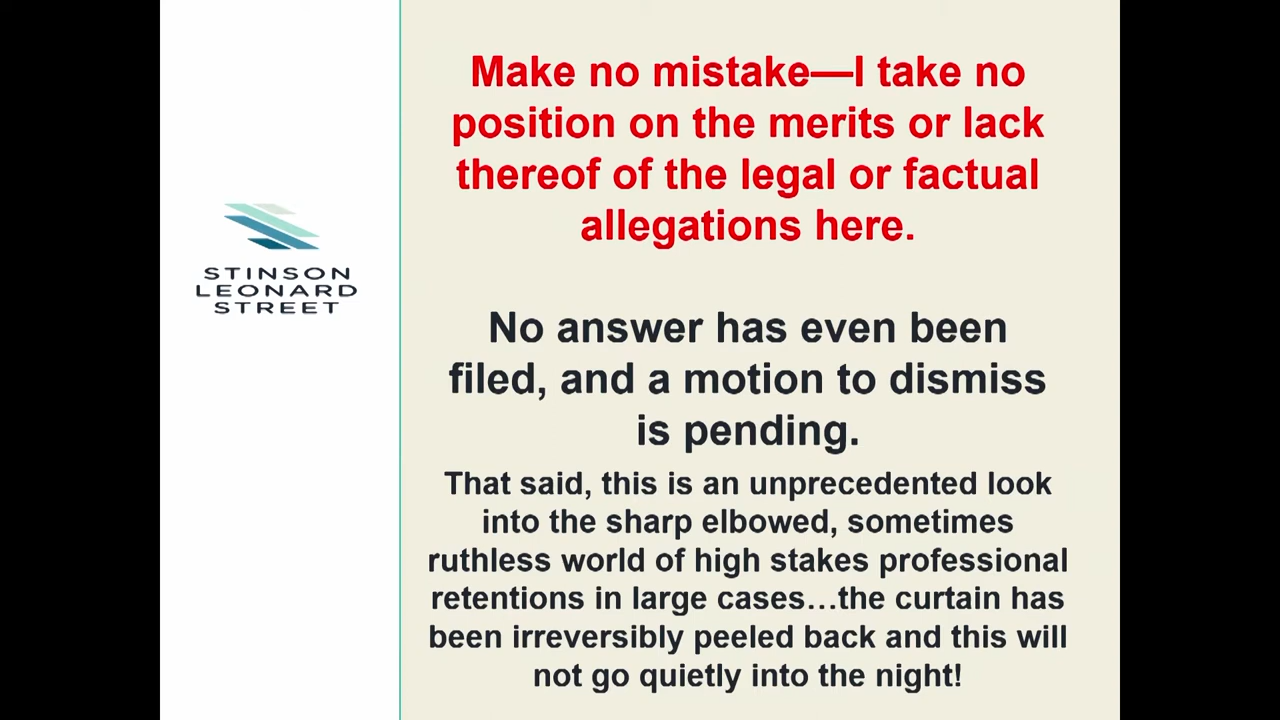 STINSON
LEONARD
STREET
Make no mistake—I take no
position on the merits or lack
thereof of the legal or factual
allegations here.
No answer has even been
filed, and a motion to dismiss
is pending.
That said, this is an unprecedented look
into the sharp elbowed, sometimes
ruthless world of high stakes professional
retentions in large cases…the curtain has
been irreversibly peeled back and this will
not go quietly into the night!